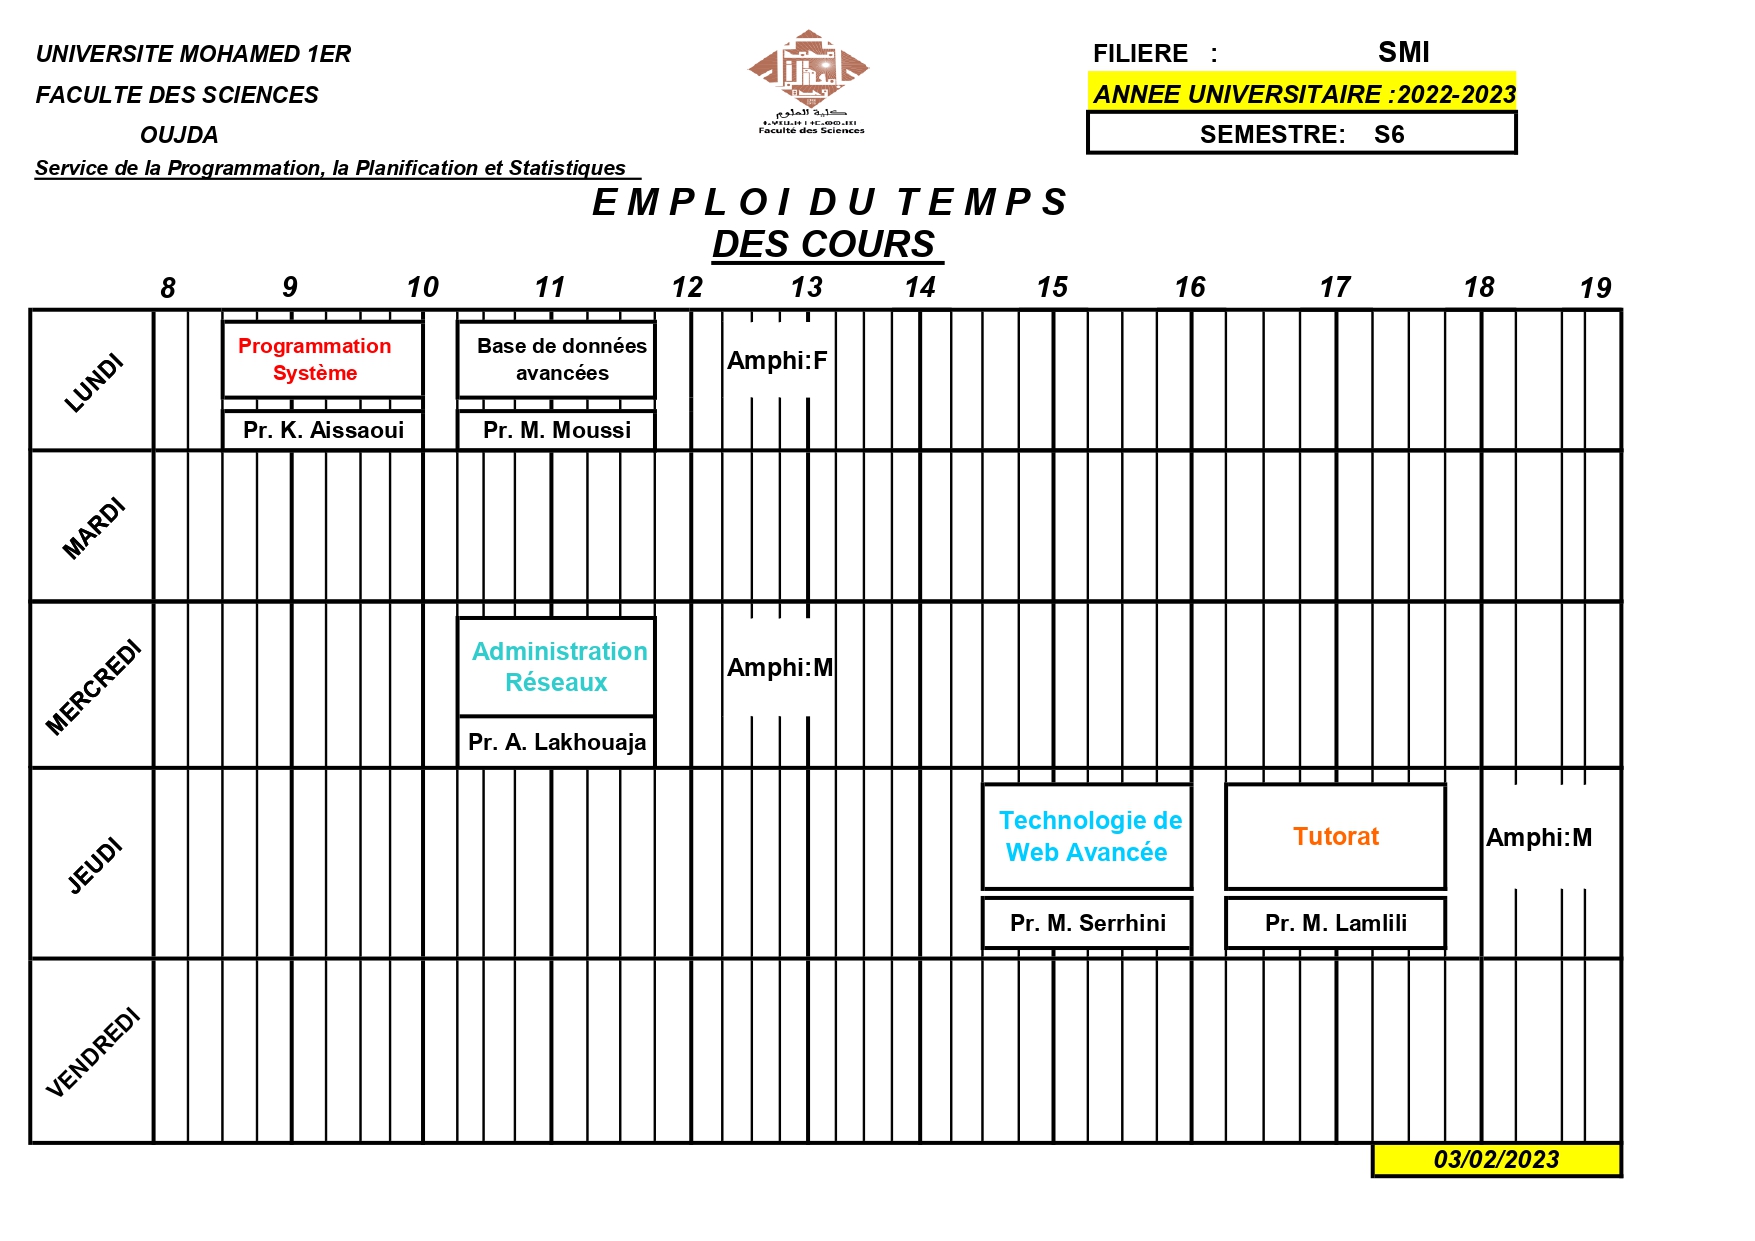 UNIVERSITE MOHAMED 1ER
FACULTE DES SCIENCES
OUJDA
Service de la Programmation, la Planification et Statistiques
كلية العلوم
Faculté des Sciences
FILIERE : SMI
ANNEE UNIVERSITAIRE :2022-2023
SEMESTRE: S6
E M P L O I D U T E M P S
DES COURS
8 9 10 11 12 13 14 15 16 17 18 19
LUNDI
Programmation
Système
Pr. K. Aissaoui
Base de données
avancées
Pr. M. Moussi
Amphi:F
MARDI
MERCREDI
Administration
Réseaux
Pr. A. Lakhouaja
Amphi:M
JEUDI
Technologie de
Web Avancée
Pr. M. Serrhini
Tutorat
Pr. M. Lamlili
Amphi:M
VENDREDI
03/02/2023